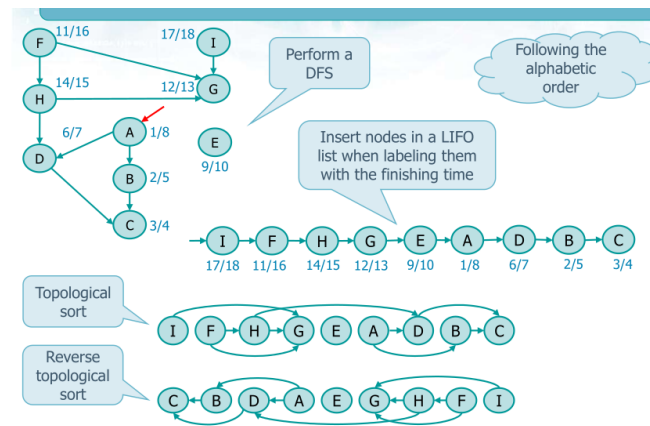 F 11/16
17/18 I
Perform a
DFS
Following the
alphabetic
order
14/15
H
12/13 G
6/7 A 1/8
D
E
9/10
B 2/5
C 3/4
Insert nodes in a LIFO
list when labeling them
with the finishing time
I F H G E A D B C
17/18 11/16 14/15 12/13 9/10 1/8 6/7 2/5 3/4
Topological
sort
I F H G E A D B C
Reverse
topological
sort
C B D A E G H F I